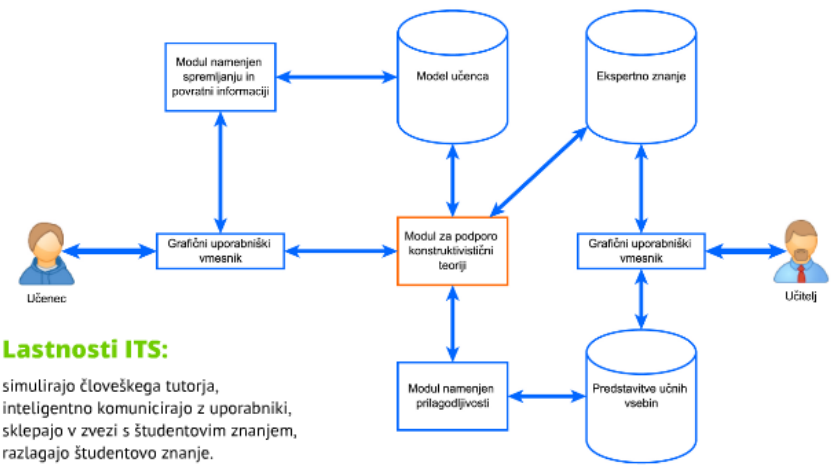 Modul namenjen
spremljanju in
povratni informaciji
Model učenca
Ekspertno znanje
Učenec
Grafični uporabniški
vmesnik
Modul za podporo
konstruktivistični
teoriji
Grafični uporabniški
vmesnik
Učitelj
Modul namenjen
prilagodljivosti
Predstavitve učnih
vsebin
Lastnosti ITS:
simulirajo človeškega tutorja,
inteligentno komunicirajo z uporabniki,
sklepajo v zvezi s študentovim znanjem,
razlagajo študentovo znanje.